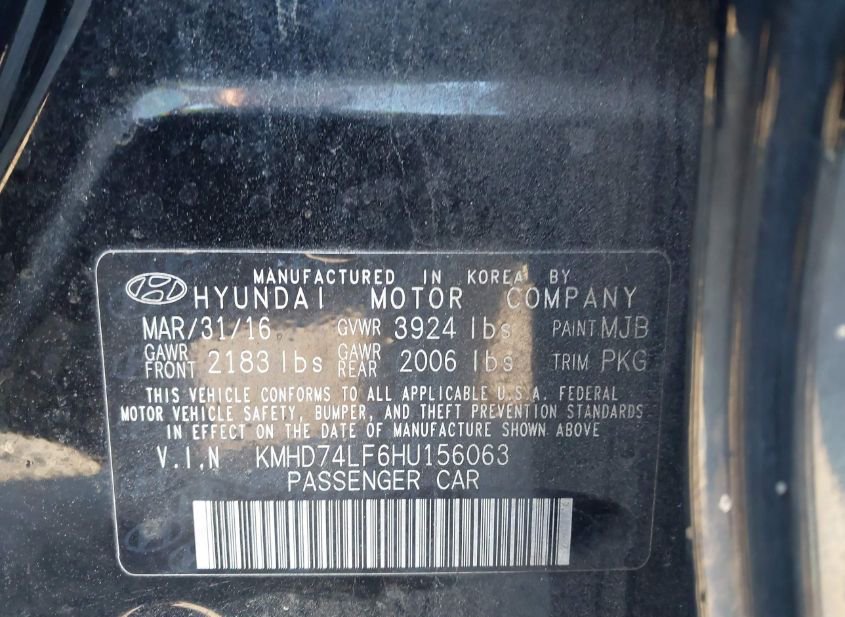 MANUFACTURED IN KOREA BY
HYUNDAI MOTOR COMPANY
MAR/31/16 GVWR 3924 lbs PAINT MJB
GAWR FRONT 2183 lbs GAWR REAR 2006 lbs TRIM PKG
THIS VEHICLE CONFORMS TO ALL APPLICABLE U.S.A. FEDERAL
MOTOR VEHICLE SAFETY, BUMPER, AND THEFT PREVENTION STANDARDS
IN EFFECT ON THE DATE OF MANUFACTURE SHOWN ABOVE
V.I.N KMHD74LF6HU156063
PASSENGER CAR